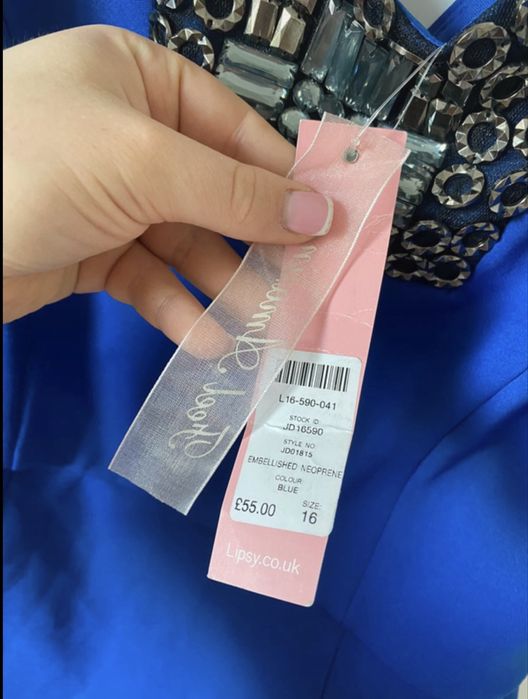 L16-590-041
STOCK ID
JD16590
STYLE NO:
JD01815
EMBELLISHED NEOPRENE
COLOUR
BLUE
£55.00
SIZE:
16
Lipsy.co.uk